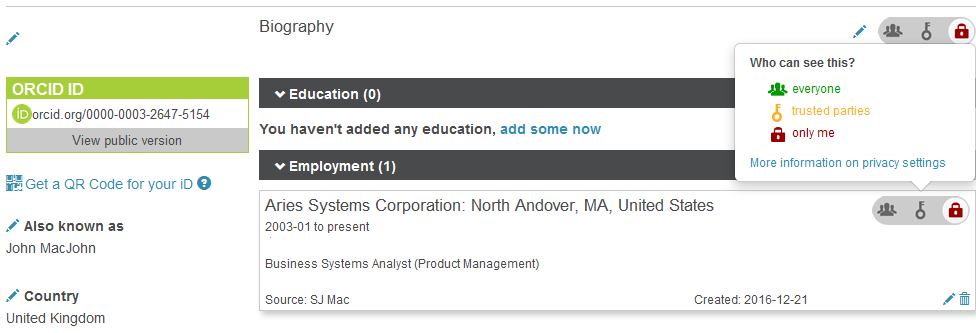 Biography
Who can see this?
everyone
trusted parties
only me
More information on privacy settings
ORCID ID
iD orcid.org/0000-0003-2647-5154
View public version
Get a QR Code for your iD ?
Also known as
John MacJohn
Country
United Kingdom
Education (0)
You haven't added any education, add some now
Employment (1)
Aries Systems Corporation: North Andover, MA, United States
2003-01 to present
Business Systems Analyst (Product Management)
Source: SJ Mac Created: 2016-12-21